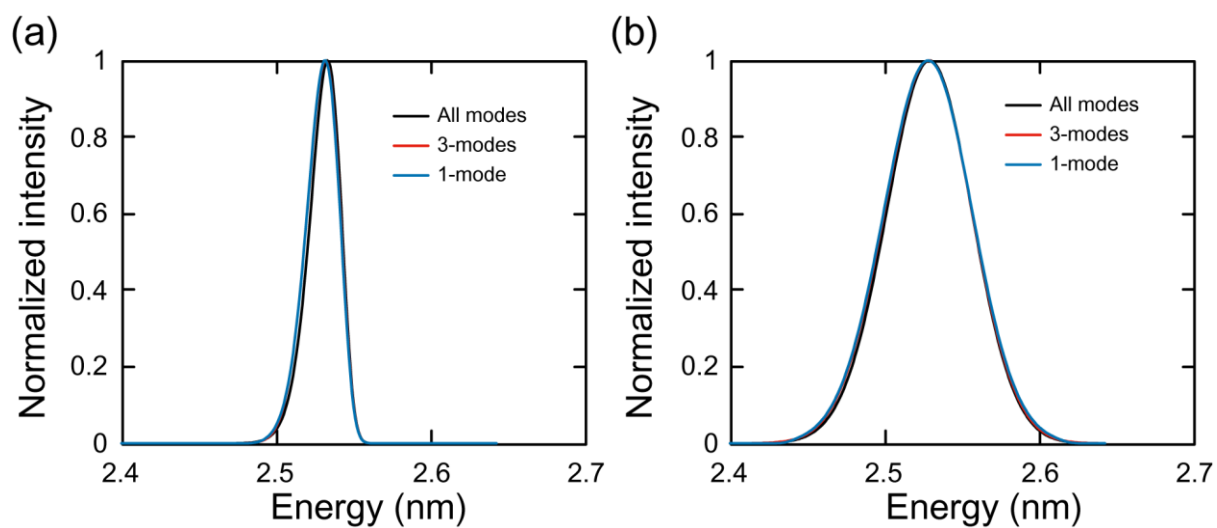 (a)
Normalized intensity
1
0.8
0.6
0.4
0.2
0
2.4 2.5 2.6 2.7
Energy (nm)
All modes
3-modes
1-mode
(b)
Normalized intensity
1
0.8
0.6
0.4
0.2
0
2.4 2.5 2.6 2.7
Energy (nm)
All modes
3-modes
1-mode